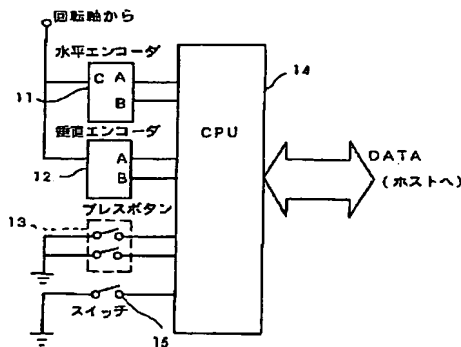 回転軸から
水平エンコーダ
14
C A
11
B
CPU
垂直エンコーダ
A
12
B
DATA
(ホストへ)
プレスボタン
13
スイッチ
15